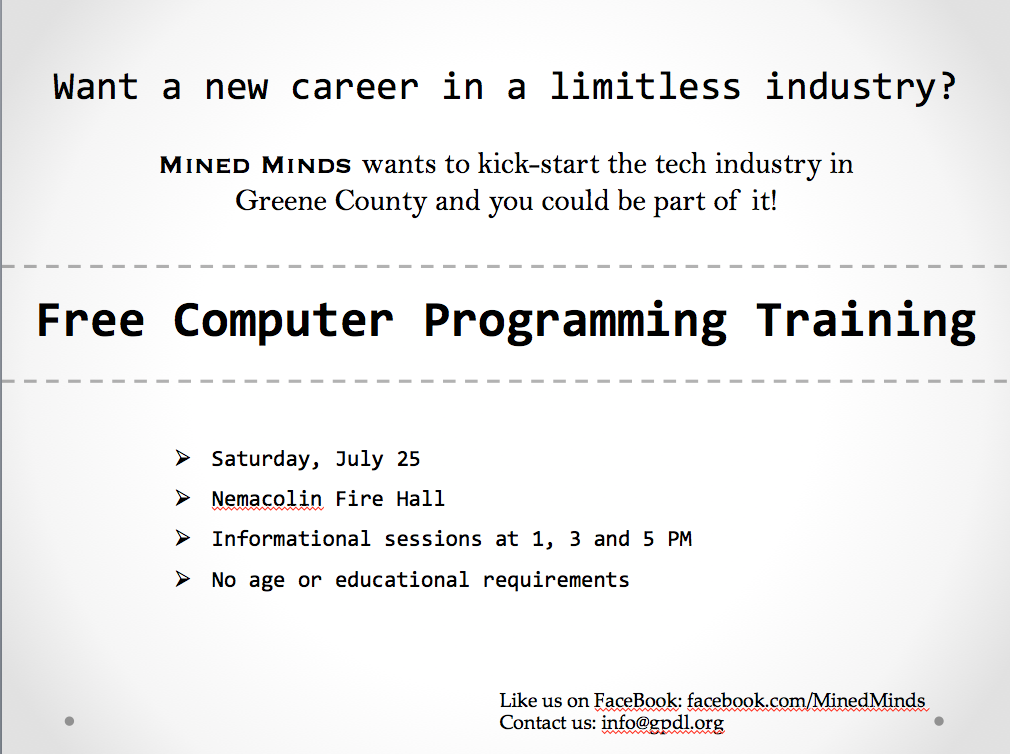 Want a new career in a limitless industry?
Mined Minds wants to kick-start the tech industry in
Greene County and you could be part of it!
Free Computer Programming Training
Saturday, July 25
Nemacolin Fire Hall
Informational sessions at 1, 3 and 5 PM
No age or educational requirements
Like us on FaceBook: facebook.com/MinedMinds
Contact us: info@gpdl.org